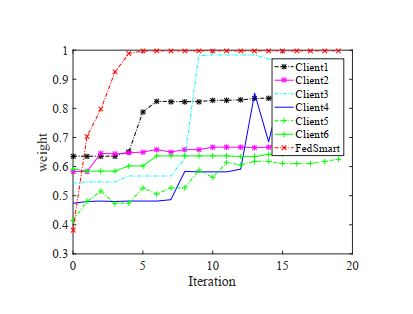 1
0.9
0.8
0.7
0.6
0.5
0.4
0.3
weight
0
5
10
15
20
Iteration
Client1
Client2
Client3
Client4
Client5
Client6
FedSmart